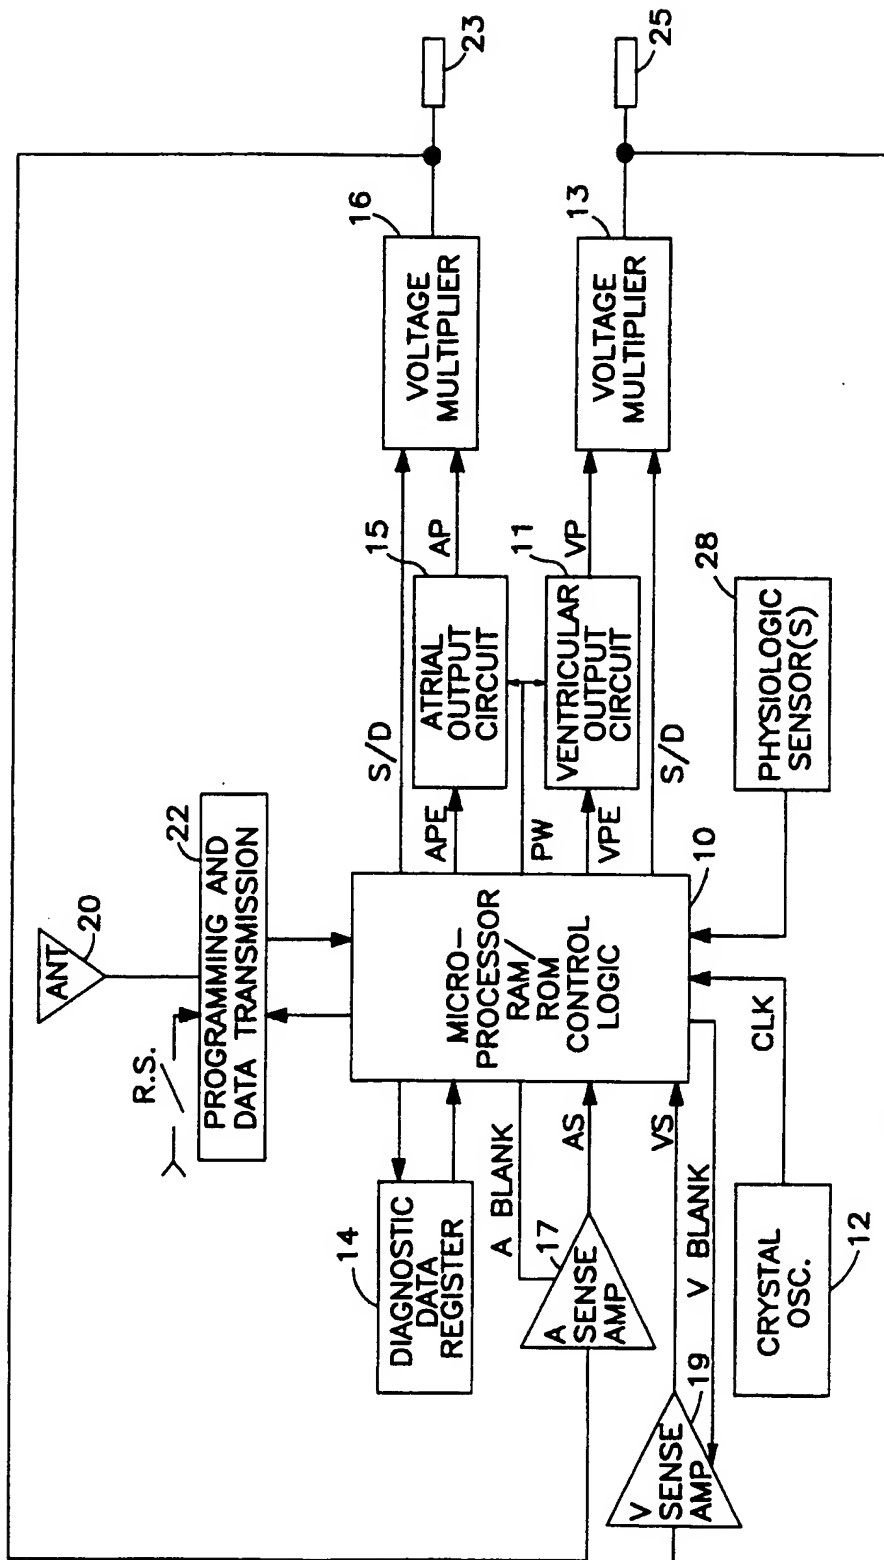 ANT
20
R.S.
22
PROGRAMMING AND
DATA TRANSMISSION
14
DIAGNOSTIC
DATA
REGISTER
MICRO-
PROCESSOR
RAM/
ROM
CONTROL
LOGIC
10
S/D
APE
PW
VPE
S/D
15
ATRIAL
OUTPUT
CIRCUIT
AP
11
VENTRICULAR
OUTPUT
CIRCUIT
VP
16
VOLTAGE
MULTIPLIER
23
13
VOLTAGE
MULTIPLIER
25
A BLANK
17
A
SENSE
AMP
AS
VS
V BLANK
V
SENSE
AMP
19
CRYSTAL
OSC.
12
CLK
28
PHYSIOLOGIC
SENSOR(S)